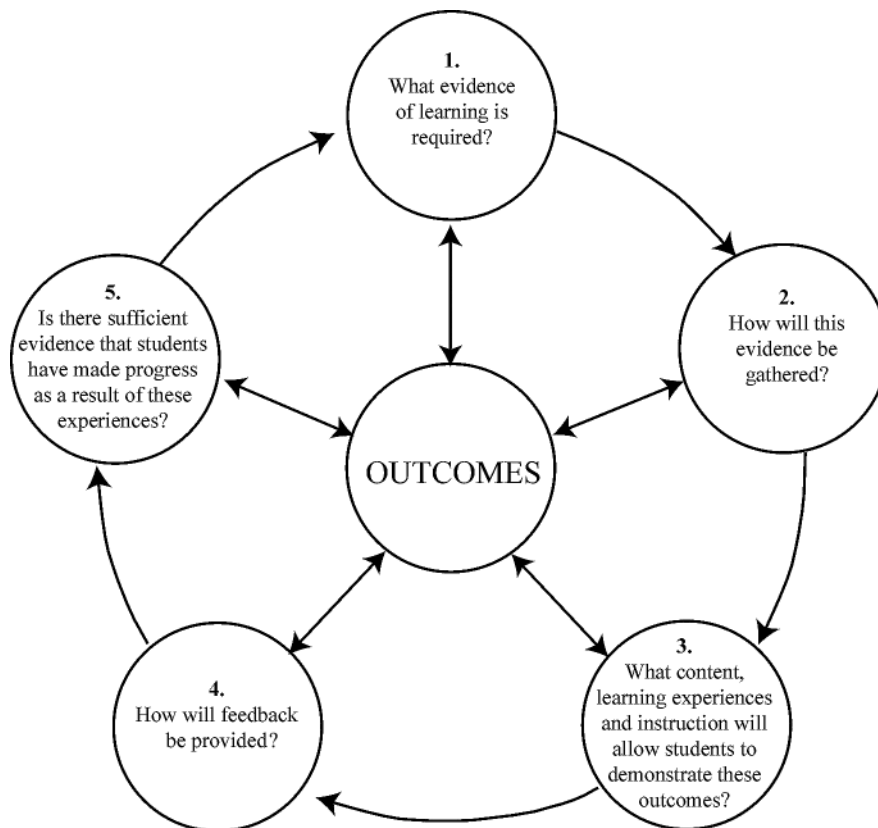 1.
What evidence
of learning is
required?
2.
How will this
evidence be
gathered?
3.
What content,
learning experiences
and instruction will
allow students to
demonstrate these
outcomes?
4.
How will feedback
be provided?
5.
Is there sufficient
evidence that students
have made progress
as a result of these
experiences?
OUTCOMES